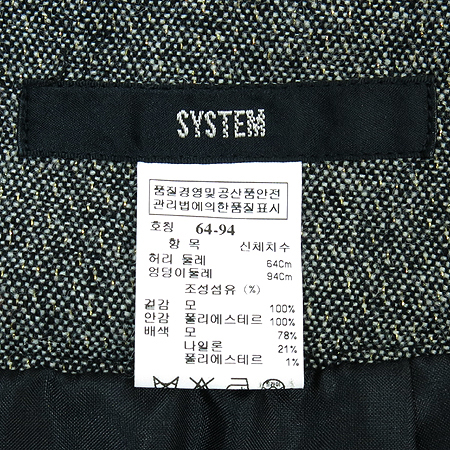 SYSTEM
품질경영및공산품안전
관리법에의한품질표시
호칭 64-94
항 목 신체치수
허리 둘레 64Cm
엉덩이둘레 94Cm
조성섬유 (%)
겉감 모 100%
안감 폴리에스테르 100%
배색 모 78%
나일론 21%
폴리에스테르 1%